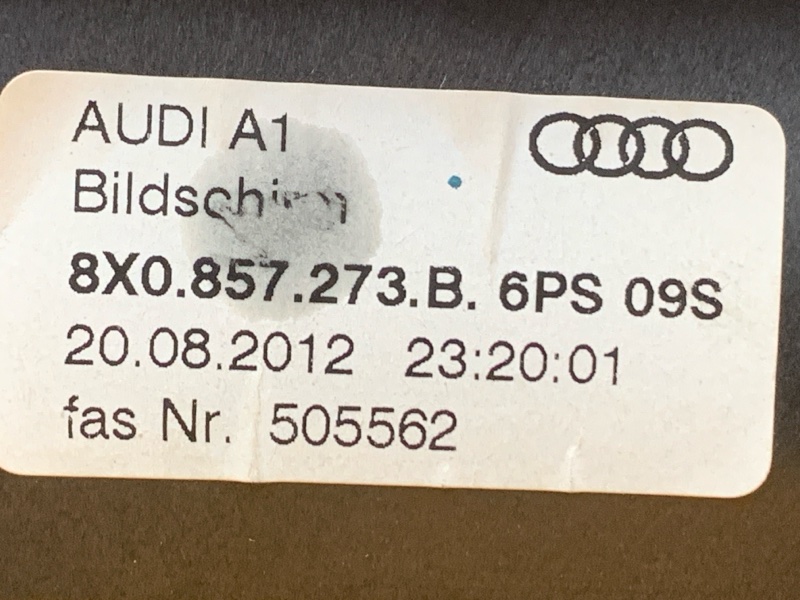 AUDI A1
Bildschirm
8X0.857.273.B. 6PS 09S
20.08.2012 23:20:01
fas Nr. 505562